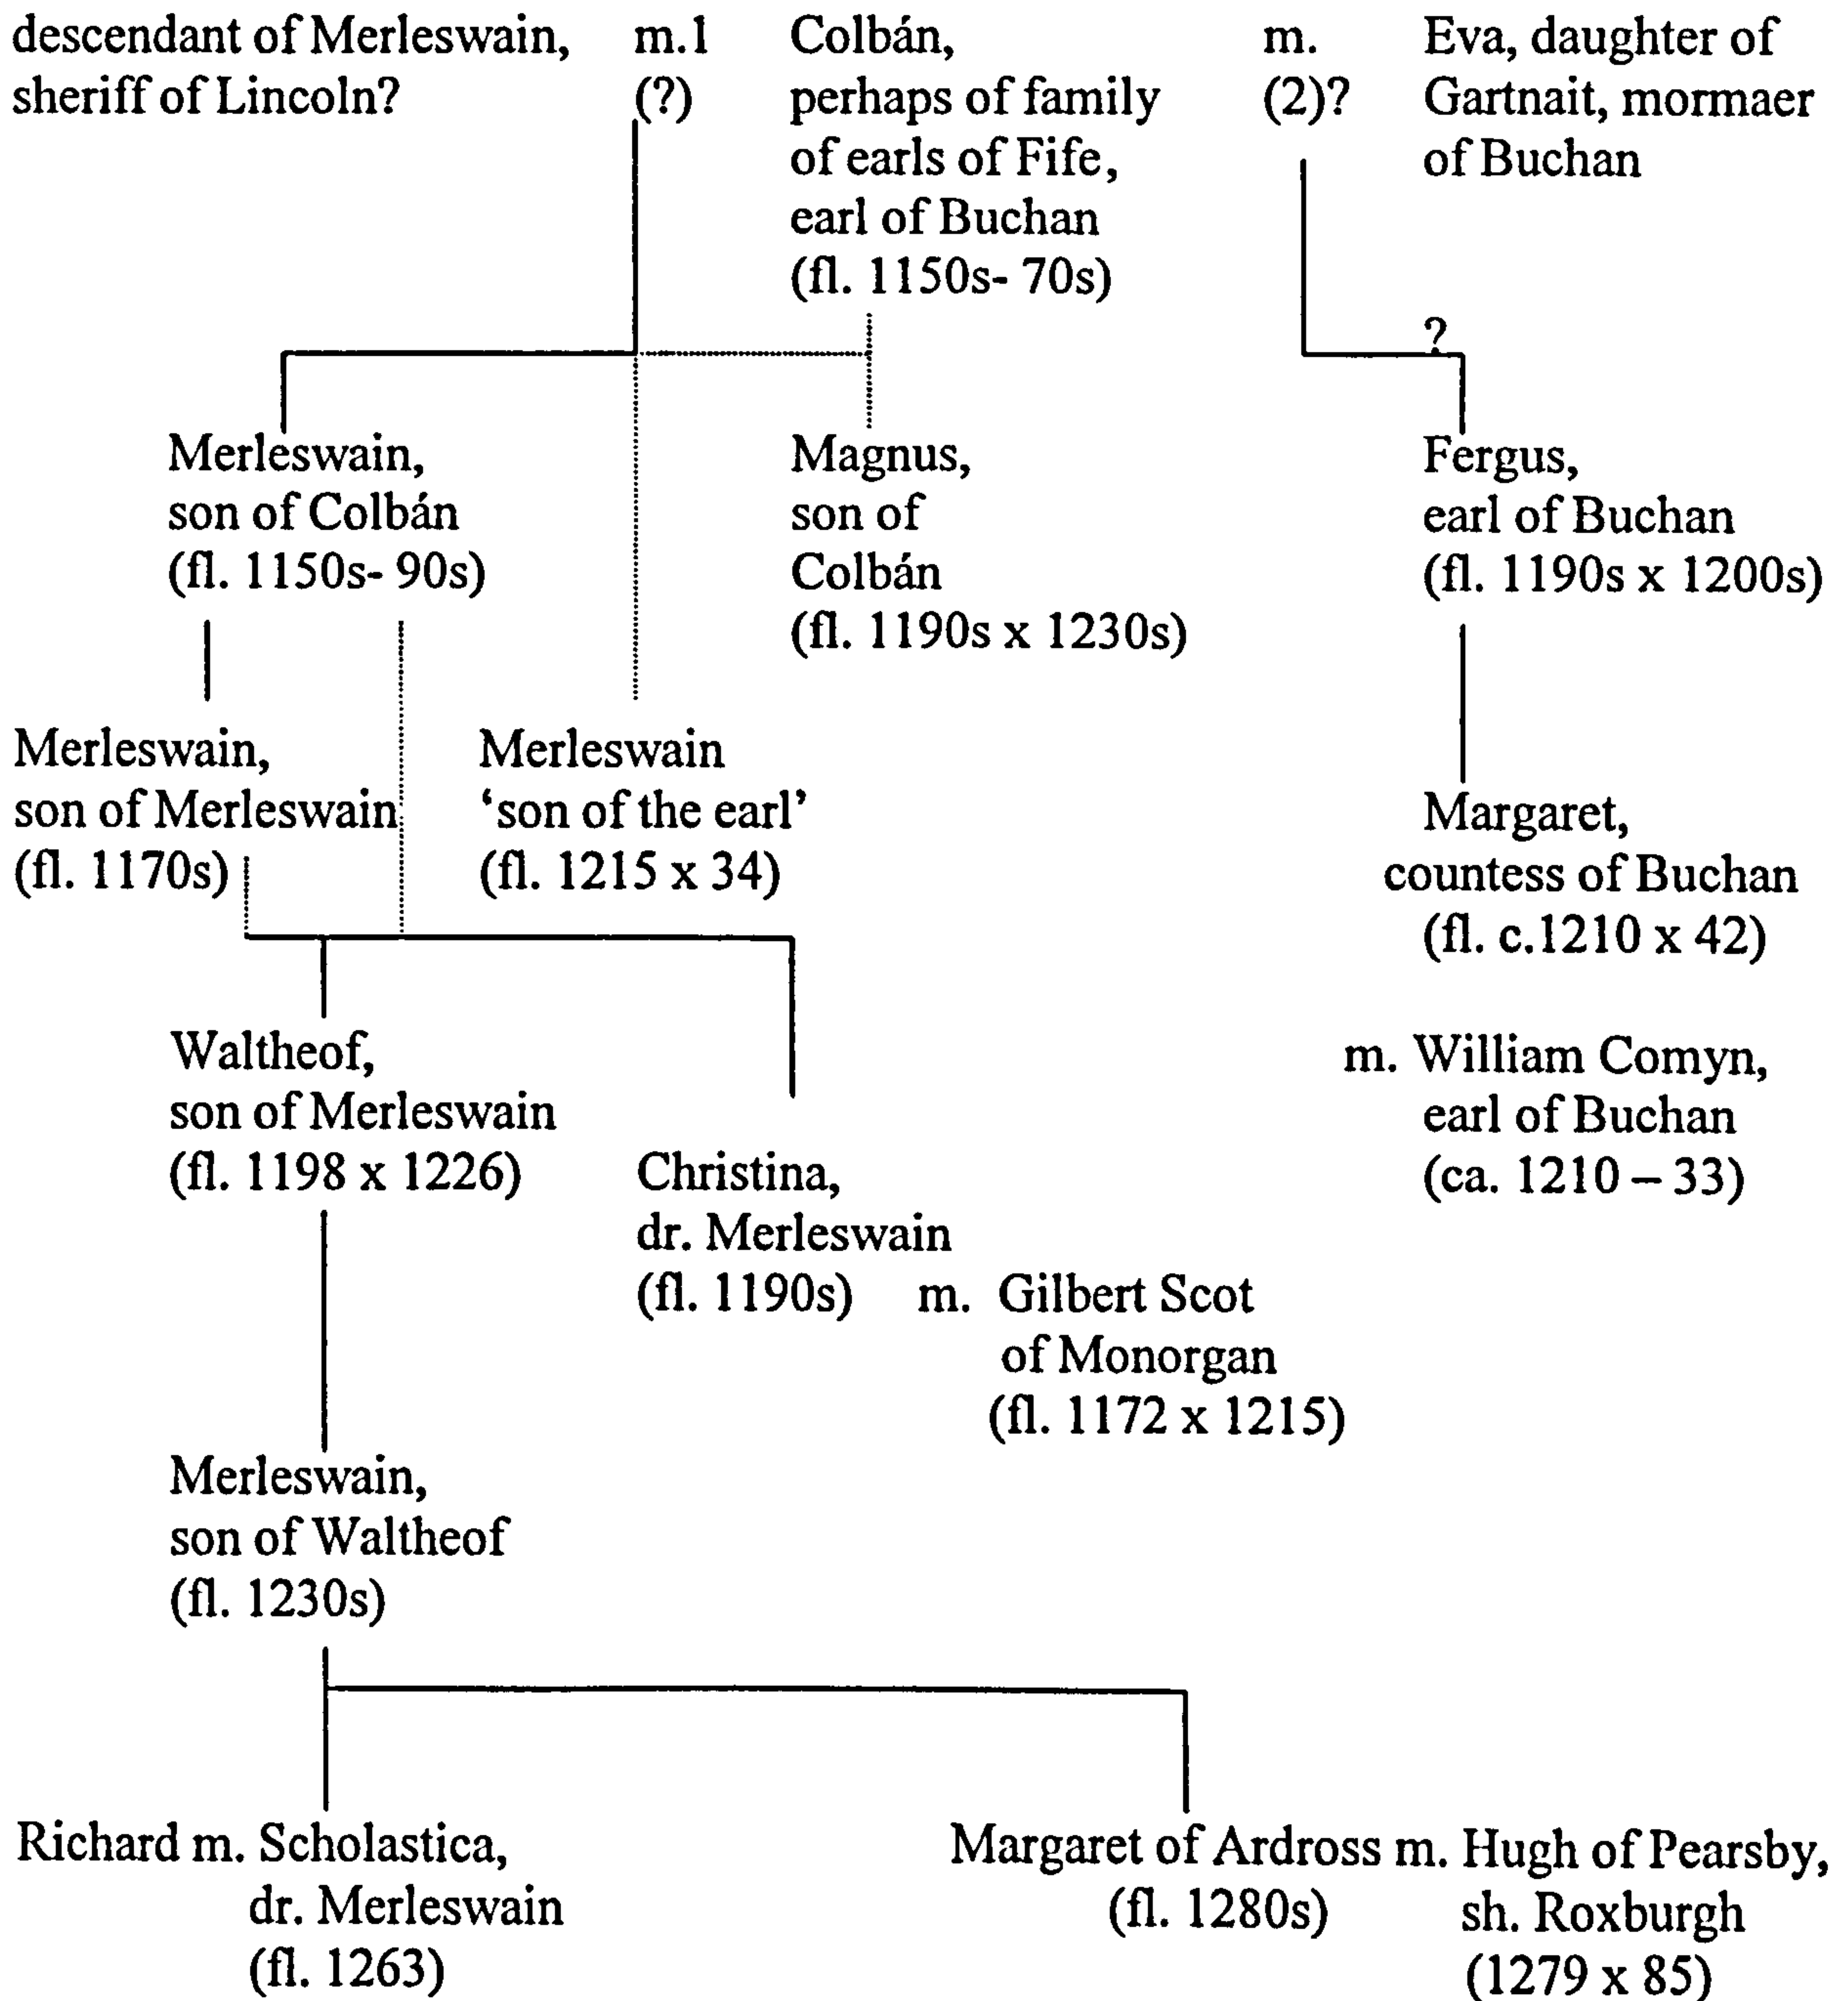 descendant of Merleswain,
sheriff of Lincoln?
m.1
(?)
Colbán,
perhaps of family
of earls of Fife,
earl of Buchan
(fl. 1150s- 70s)
m.
(2)?
Eva, daughter of
Gartnait, mormaer
of Buchan
?
Merleswain,
son of Colbán
(fl. 1150s- 90s)
Magnus,
son of
Colbán
(fl. 1190s x 1230s)
Fergus,
earl of Buchan
(fl. 1190s x 1200s)
Merleswain,
son of Merleswain
(fl. 1170s)
Merleswain
‘son of the earl’
(fl. 1215 x 34)
Margaret,
countess of Buchan
(fl. c.1210 x 42)
Waltheof,
son of Merleswain
(fl. 1198 x 1226)
m. William Comyn,
earl of Buchan
(ca. 1210 – 33)
Christina,
dr. Merleswain
(fl. 1190s)
m. Gilbert Scot
of Monorgan
(fl. 1172 x 1215)
Merleswain,
son of Waltheof
(fl. 1230s)
Richard m. Scholastica,
dr. Merleswain
(fl. 1263)
Margaret of Ardross m. Hugh of Pearsby,
(fl. 1280s)
sh. Roxburgh
(1279 x 85)